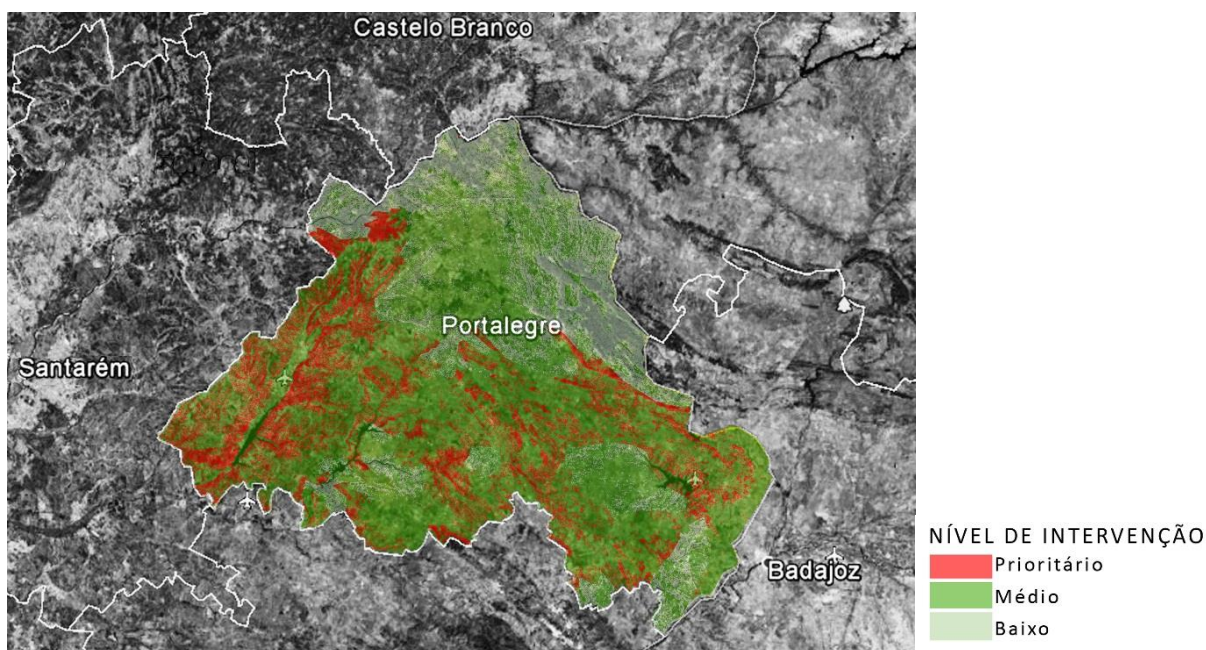 Castelo Branco
Portalegre
Santarém
Badajoz
NÍVEL DE INTERVENÇÃO
Prioritário
Médio
Baixo